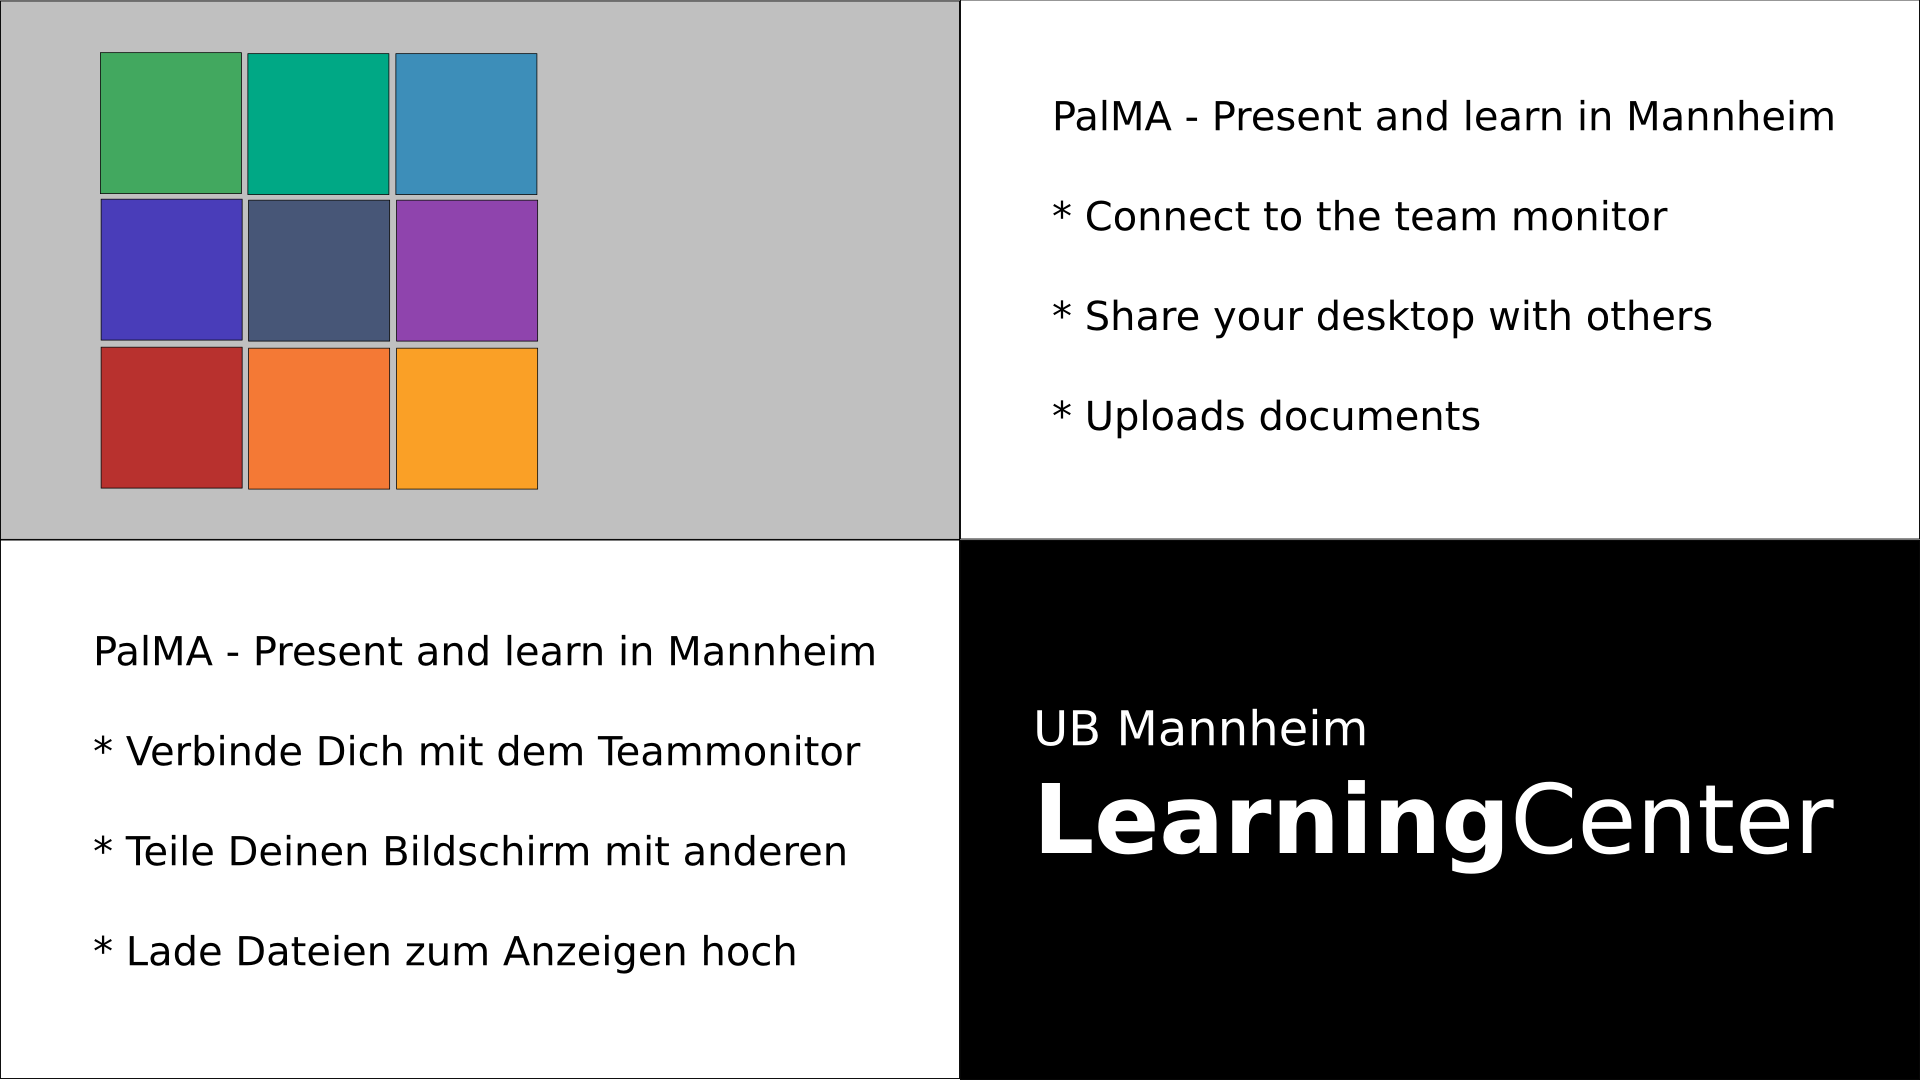 PalMA - Present and learn in Mannheim
* Connect to the team monitor
* Share your desktop with others
* Uploads documents
PalMA - Present and learn in Mannheim
* Verbinde Dich mit dem Teammonitor
* Teile Deinen Bildschirm mit anderen
* Lade Dateien zum Anzeigen hoch
UB Mannheim
LearningCenter